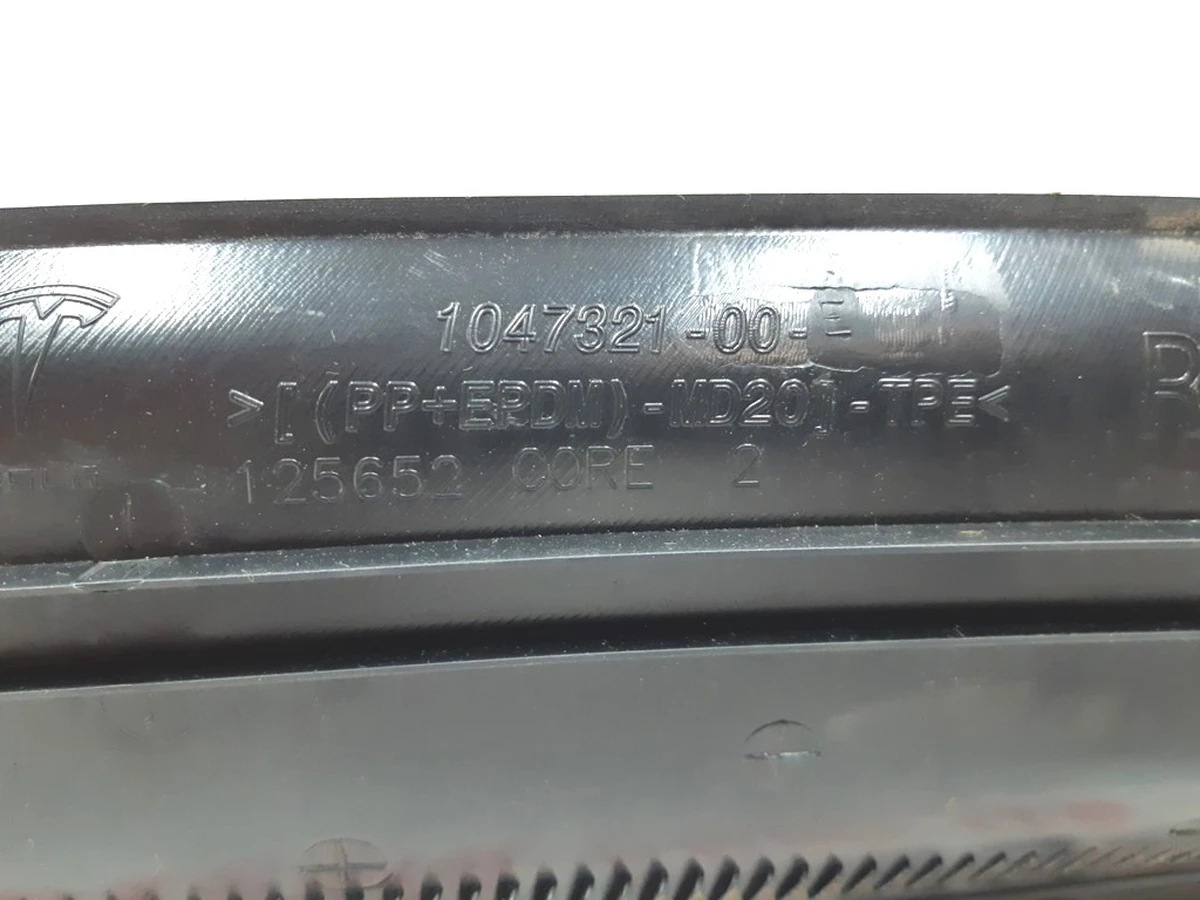 1047321-00-E
>[(PP+EPDM)-MD20]-TPE<
125652 CORE 2